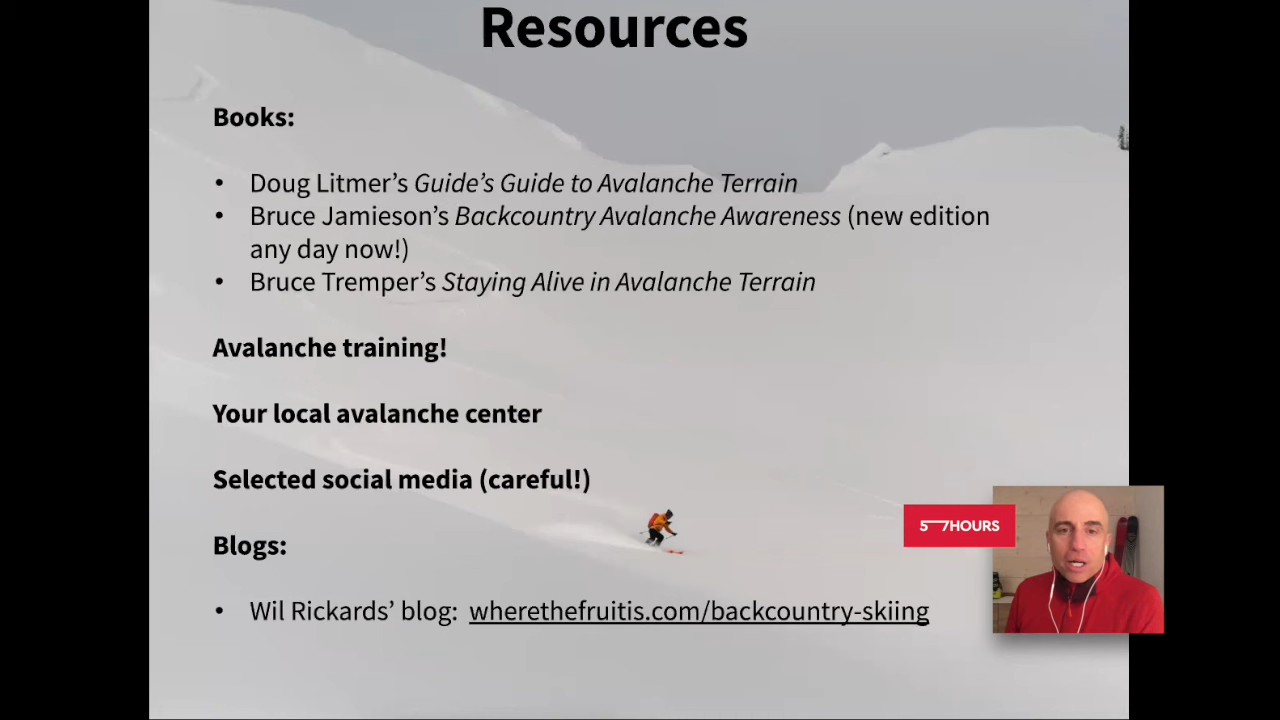 Resources
Books:
• Doug Litmer’s Guide’s Guide to Avalanche Terrain
• Bruce Jamieson’s Backcountry Avalanche Awareness (new edition
any day now!)
• Bruce Tremper’s Staying Alive in Avalanche Terrain
Avalanche training!
Your local avalanche center
Selected social media (careful!)
57HOURS
Blogs:
• Wil Rickards’ blog: wherethefruitis.com/backcountry-skiing